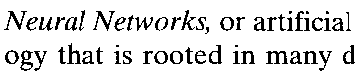 Neural Networks, or artificial
ogy that is rooted in many d